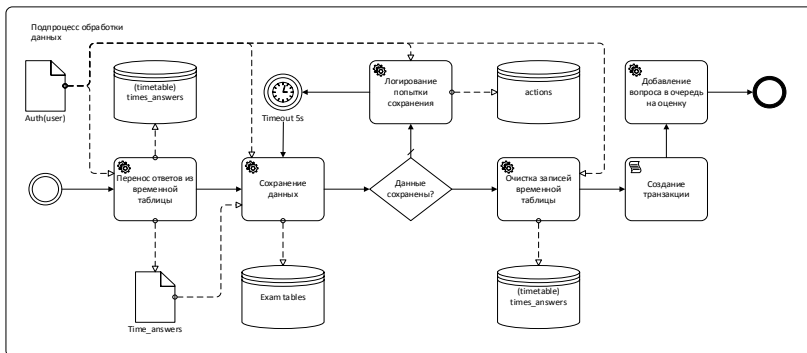 Подпроцесс обработки
данных
Auth(user)
(timetable)
times_answers
Timeout 5s
Логирование
попытки
сохранения
actions
Добавление
вопроса в очередь
на оценку
Перенос ответов из
временной
таблицы
Сохранение
данных
Данные
сохранены?
Очистка записей
временной
таблицы
Создание
транзакции
Time_answers
Exam tables
(timetable)
times_answers